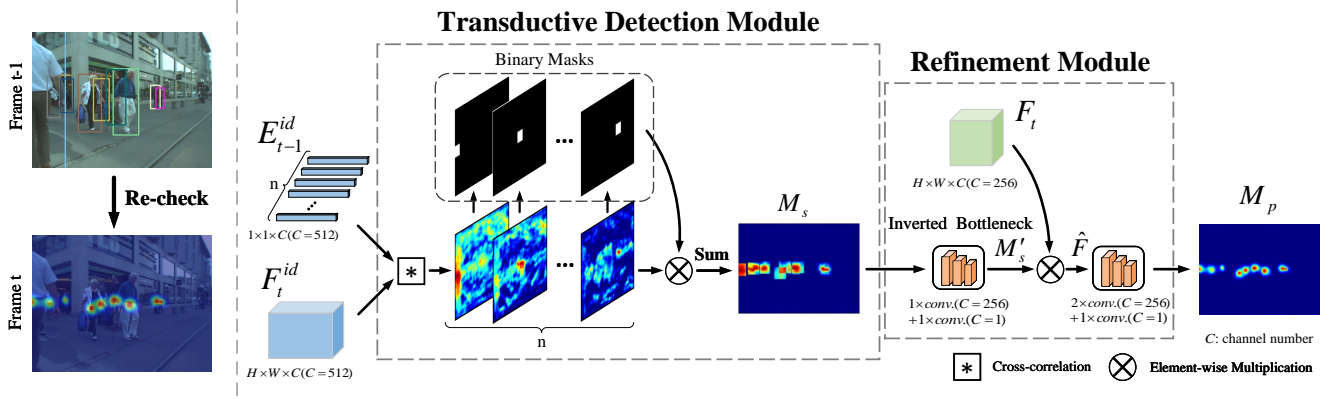 Transductive Detection Module
Refinement Module
Frame t-1
Re-check
Frame t
Binary Masks
...
E_{t-1}^{id}
n
...
1×1×C(C=512)
F_t^{id}
H×W×C(C=512)
*
...
n
Sum
M_s
F_t
H×W×C(C=256)
Inverted Bottleneck
M'_s
F̂
1×conv.(C=256)
+1×conv.(C=1)
2×conv.(C=256)
+1×conv.(C=1)
M_p
C: channel number
* Cross-correlation
Element-wise Multiplication